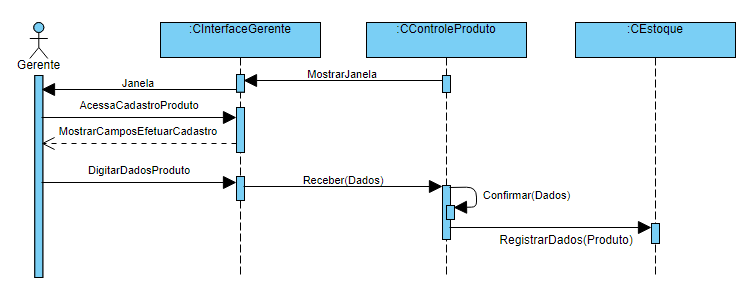 :CInterfaceGerente
:CControleProduto
:CEstoque
Gerente
MostrarJanela
Janela
AcessaCadastroProduto
MostrarCamposEfetuarCadastro
DigitarDadosProduto
Receber(Dados)
Confirmar(Dados)
RegistrarDados(Produto)